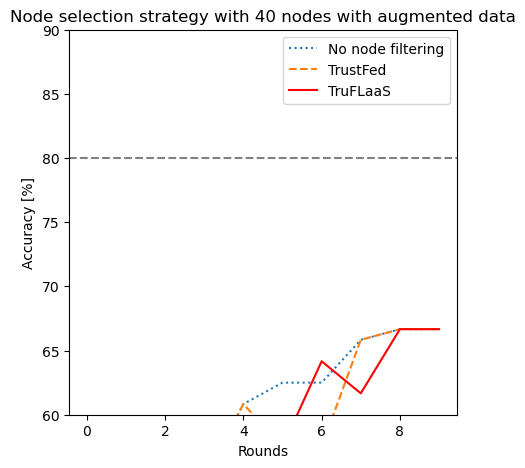 Node selection strategy with 40 nodes with augmented data
No node filtering
TrustFed
TruFLaaS
90
85
80
75
70
65
60
Accuracy [%]
0 2 4 6 8
Rounds